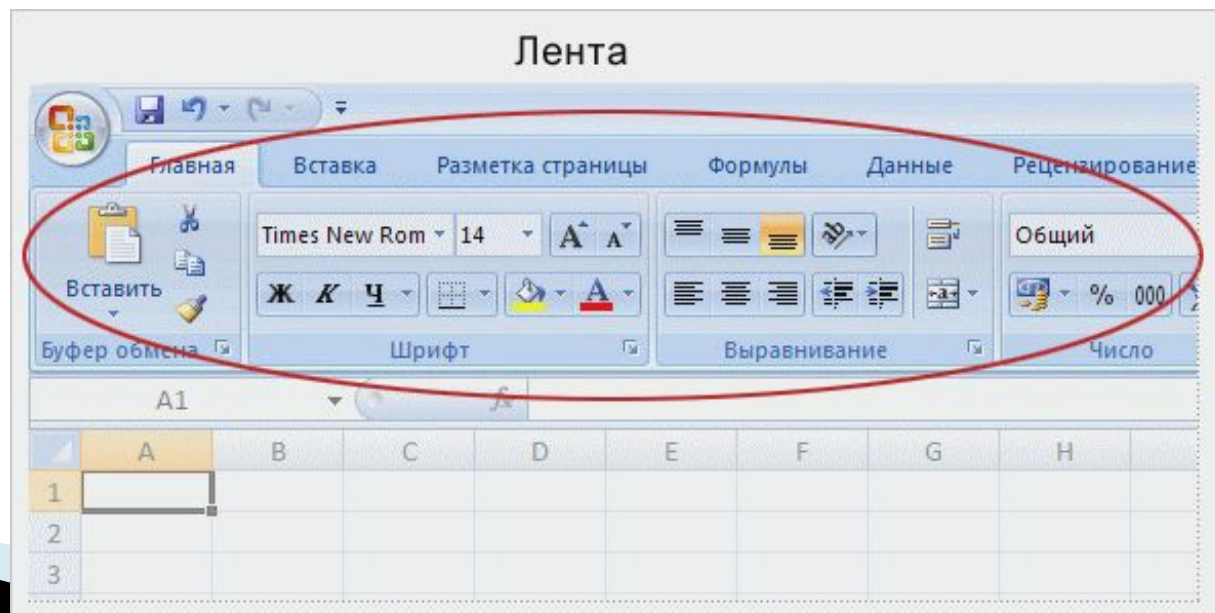 Лента
Главная Вставка Разметка страницы Формулы Данные Рецензирование
Times New Rom 14 A A Общий
Вставить Ж К Ч A a % 000
Буфер обмена Шрифт Выравнивание Число
A1 fx
A B C D E F G H
1
2
3